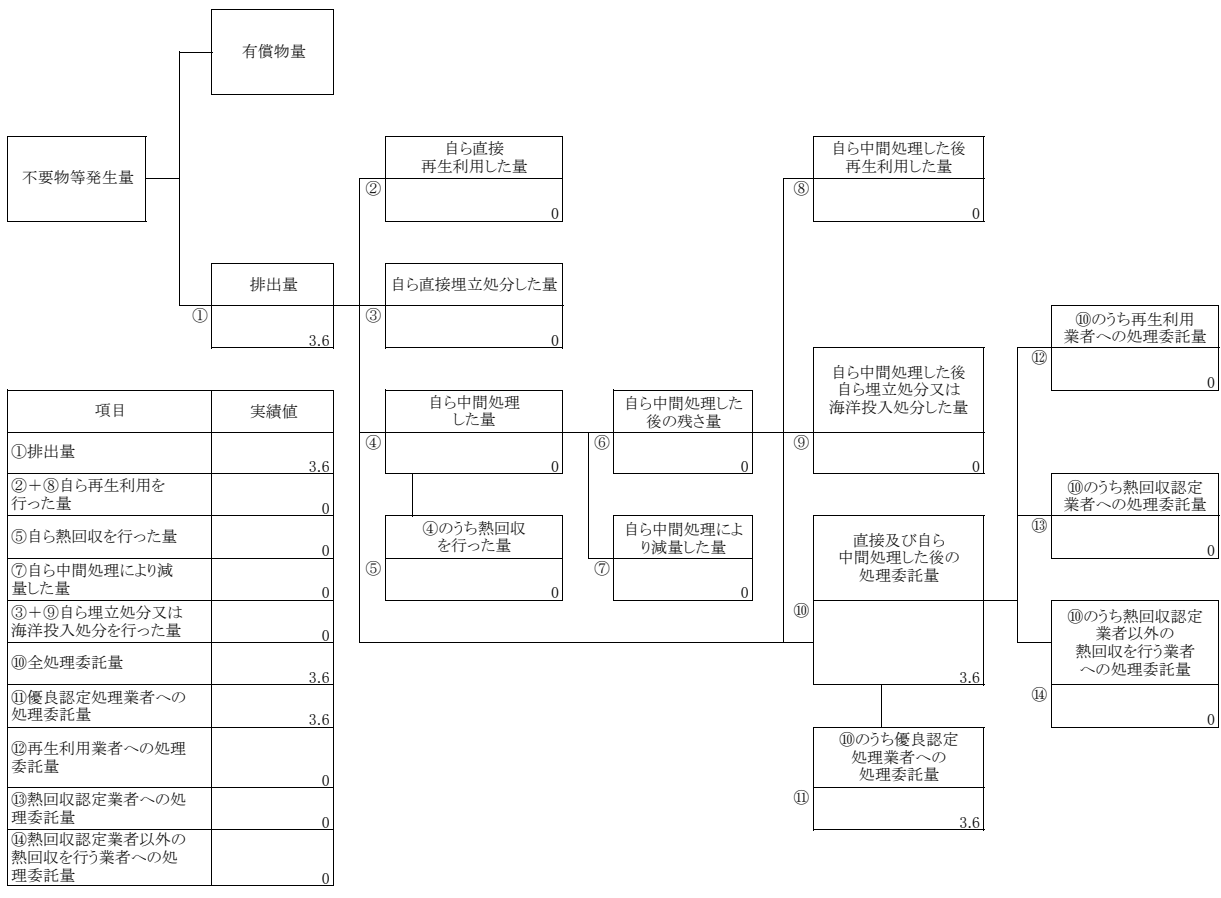 有償物量
不要物等発生量
自ら直接
再生利用した量
②
0
自ら中間処理した後
再生利用した量
⑧
0
排出量
①
3.6
自ら直接埋立処分した量
③
0
⑩のうち再生利用
業者への処理委託量
⑫
0
自ら中間処理
した量
④
0
自ら中間処理した
後の残さ量
⑥
0
自ら中間処理した後
自ら埋立処分又は
海洋投入処分した量
⑨
0
⑩のうち熱回収認定
業者への処理委託量
⑬
0
④のうち熱回収
を行った量
⑤
0
自ら中間処理によ
り減量した量
⑦
0
直接及び自ら
中間処理した後の
処理委託量
⑩
3.6
⑩のうち熱回収認定
業者以外の
熱回収を行う業者
への処理委託量
⑭
0
⑩のうち優良認定
処理業者への
処理委託量
⑪
3.6
項目 実績値
①排出量
3.6
②+⑧自ら再生利用を
行った量
0
⑤自ら熱回収を行った量
0
⑦自ら中間処理により減
量した量
0
③+⑨自ら埋立処分又は
海洋投入処分を行った量
0
⑩全処理委託量
3.6
⑪優良認定処理業者への
処理委託量
3.6
⑫再生利用業者への処理
委託量
0
⑬熱回収認定業者への処
理委託量
0
⑭熱回収認定業者以外の
熱回収を行う業者への処
理委託量
0